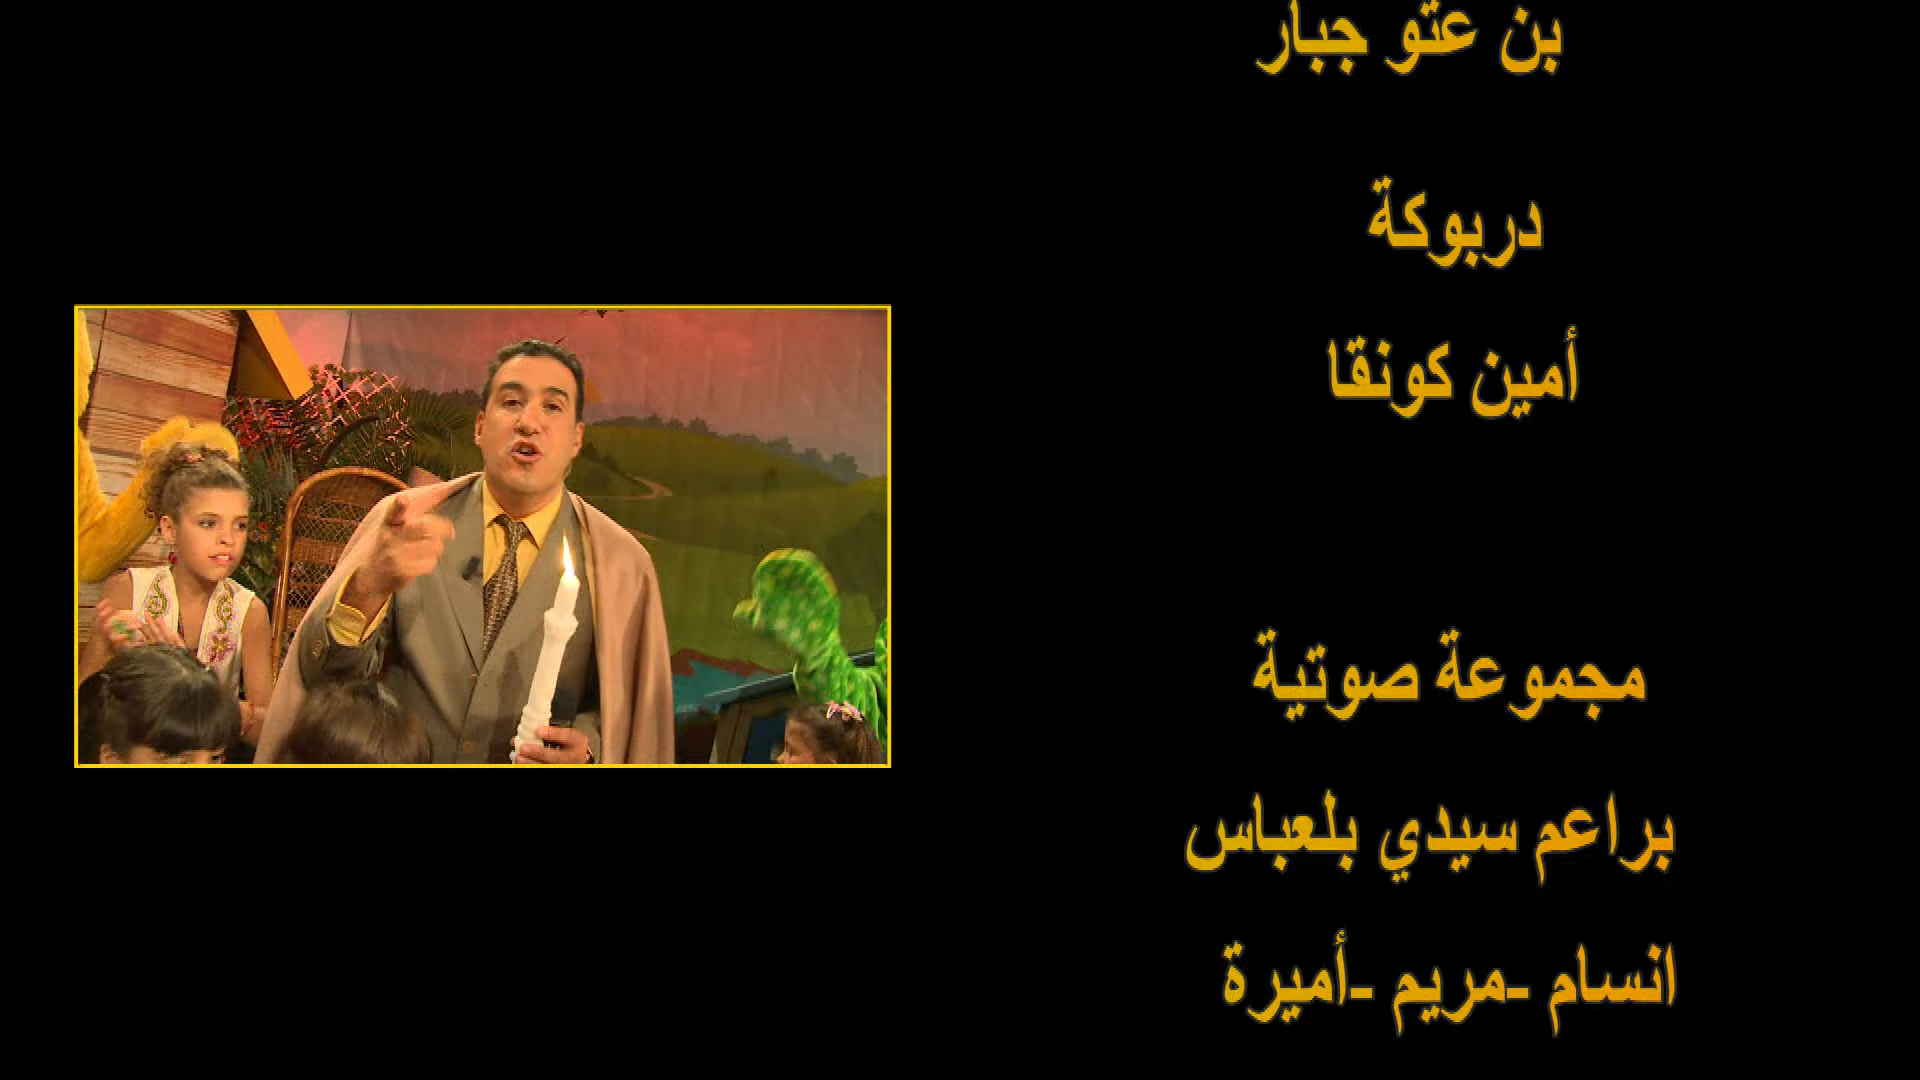 بن عتو جبار
دربوكة
أمين كونقا
مجموعة صوتية
براعم سيدي بلعباس
انسام -مريم -أميرة